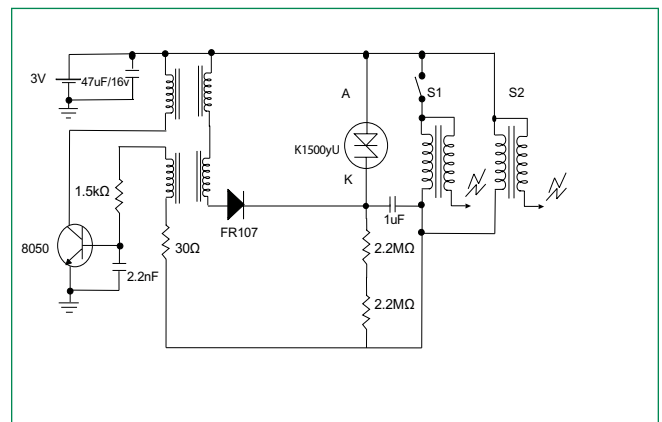 3V
47uF/16v
A
S1
S2
K1500yU
K
1.5kΩ
1uF
FR107
8050
30Ω
2.2MΩ
2.2nF
2.2MΩ